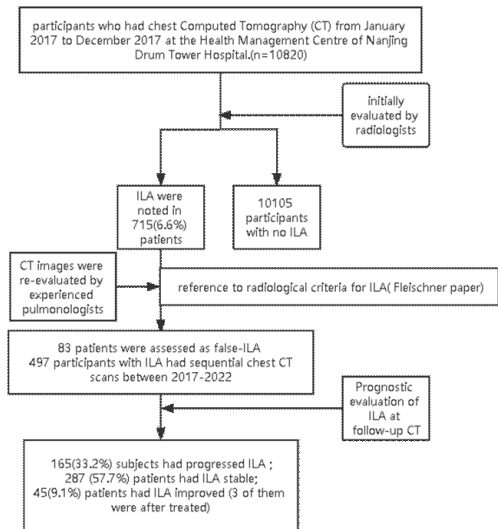 participants who had chest Computed Tomography (CT) from January
2017 to December 2017 at the Health Management Centre of Nanjing
Drum Tower Hospital.(n=10820)
initially
evaluated by
radiologists
ILA were
noted in
715(6.6%)
patients
10105
participants
with no ILA
CT images were
re-evaluated by
experienced
pulmonologists
reference to radiological criteria for ILA( Fleischner paper)
83 patients were assessed as false-ILA
497 participants with ILA had sequential chest CT
scans between 2017-2022
Prognostic
evaluation of
ILA at
follow-up CT
165(33.2%) subjects had progressed ILA ;
287 (57.7%) patients had ILA stable;
45(9.1%) patients had ILA improved (3 of them
were after treated)